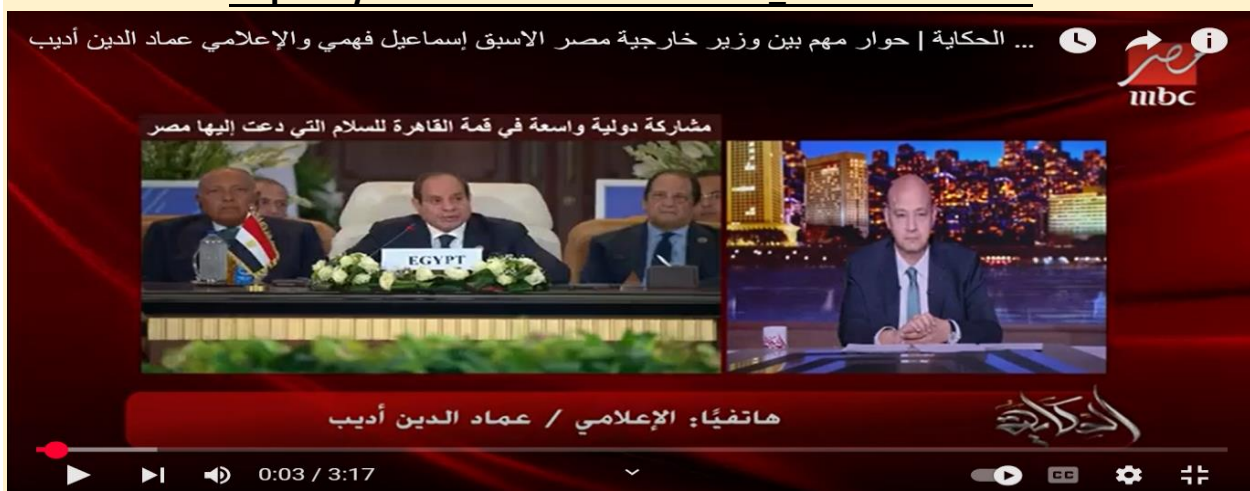 ... الحكاية | حوار مهم بين وزير خارجية مصر الاسبق إسماعيل فهمي والإعلامي عماد الدين أديب
مصر
mbc
مشاركة دولية واسعة في قمة القاهرة للسلام التي دعت إليها مصر
EGYPT
هاتفيًا: الإعلامي / عماد الدين أديب
الحكاية
0:03 / 3:17
CC